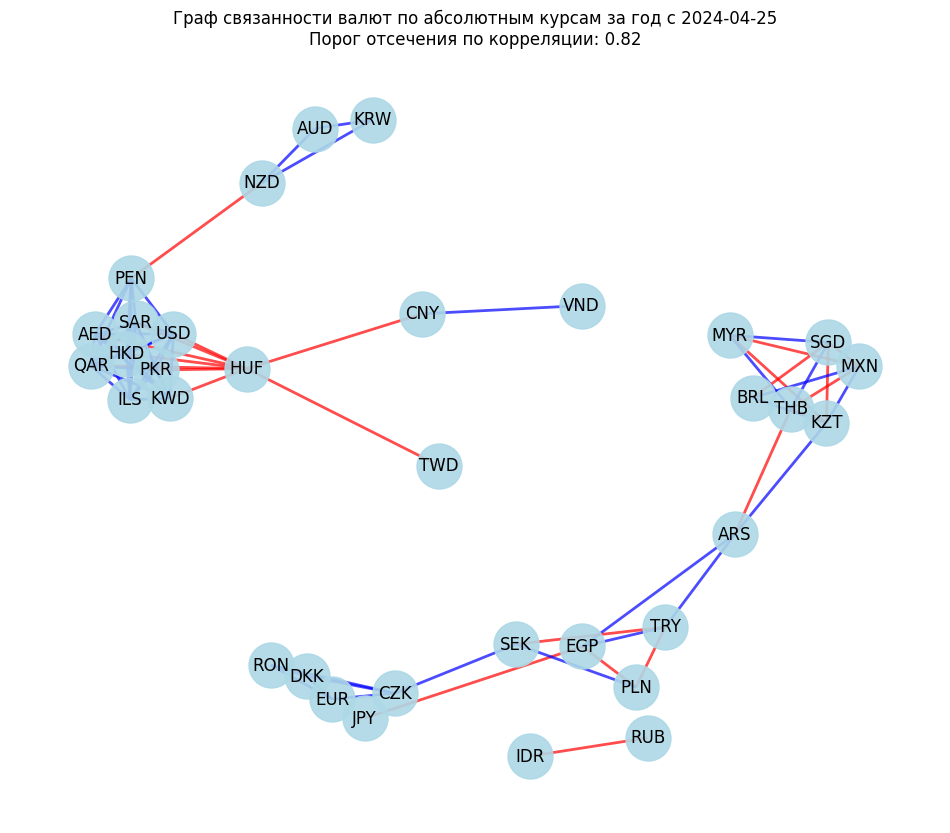 Граф связанности валют по абсолютным курсам за год с 2024-04-25
Порог отсечения по корреляции: 0.82
KRW
AUD
NZD
PEN
VND
CNY
SAR
AED
USD
MYR
SGD
HKD
QAR
PKR
HUF
MXN
ILS
KWD
BRL
THB
KZT
TWD
ARS
TRY
SEK
EGP
RON
DKK
PLN
EUR
CZK
JPY
RUB
IDR